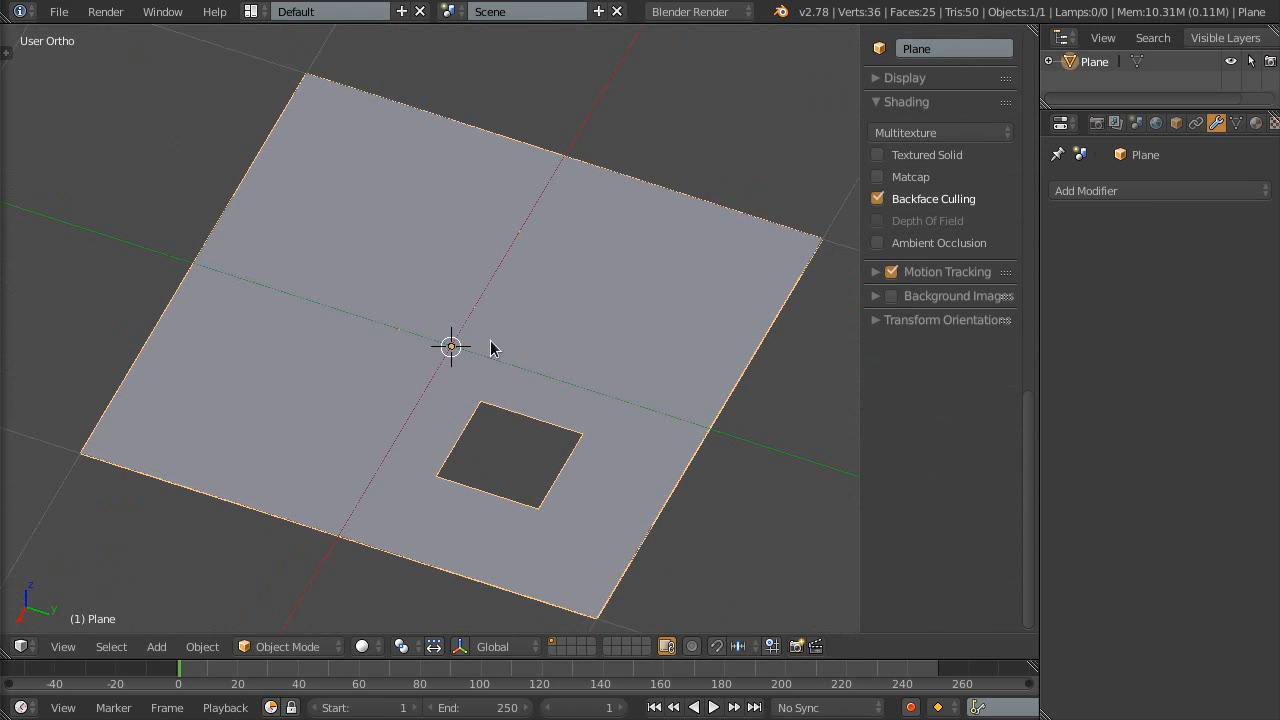 File Render Window Help Default Scene Blender Render v2.78 | Verts:36 | Faces:25 | Tris:50 | Objects:1/1 | Lamps:0/0 | Mem:10.31M (0.11M) | Plane
User Ortho
View Search Visible Layers
Plane
Plane
Display
Shading
Multitexture
Textured Solid
Matcap
Backface Culling
Depth Of Field
Ambient Occlusion
Motion Tracking
Background Images
Transform Orientations
Plane
Add Modifier
z
y
(1) Plane
View Select Add Object Object Mode Global
-40 -20 0 20 40 60 80 100 120 140 160 180 200 220 240 260
View Marker Frame Playback Start: 1 End: 250 1 No Sync